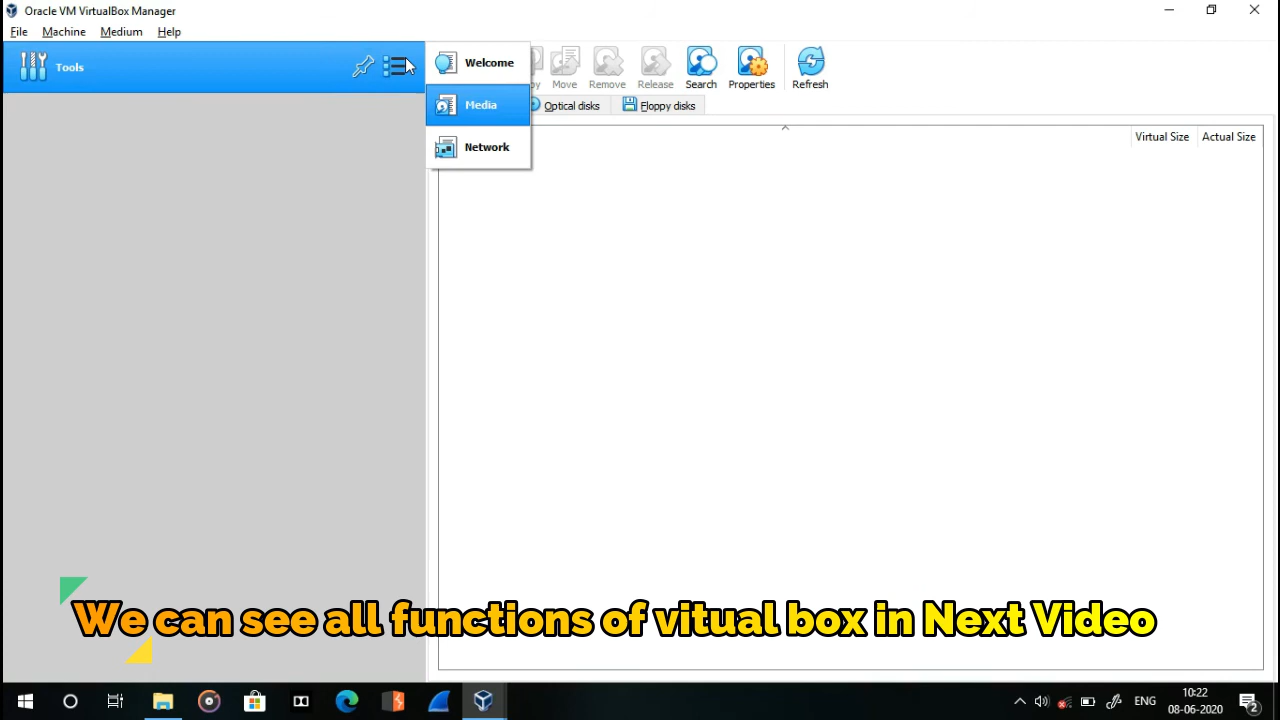 Oracle VM VirtualBox Manager
File Machine Medium Help
Tools
Welcome
Media
Network
Move Remove Release Search Properties Refresh
Optical disks Floppy disks
Virtual Size Actual Size
We can see all functions of vitual box in Next Video
ENG
10:22
08-06-2020
2